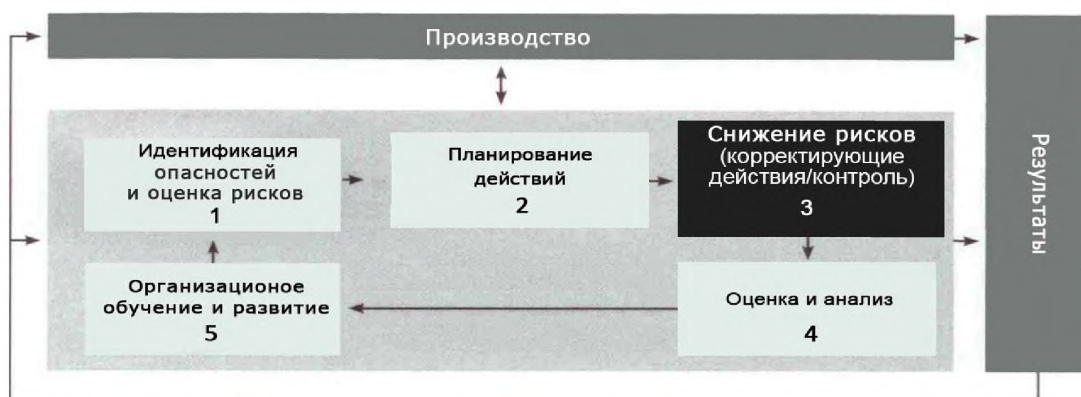 Производство
Идентификация
опасностей
и оценка рисков
1
Планирование
действий
2
Снижение рисков
(корректирующие
действия/контроль)
3
Организационое
обучение и развитие
5
Оценка и анализ
4
Результаты